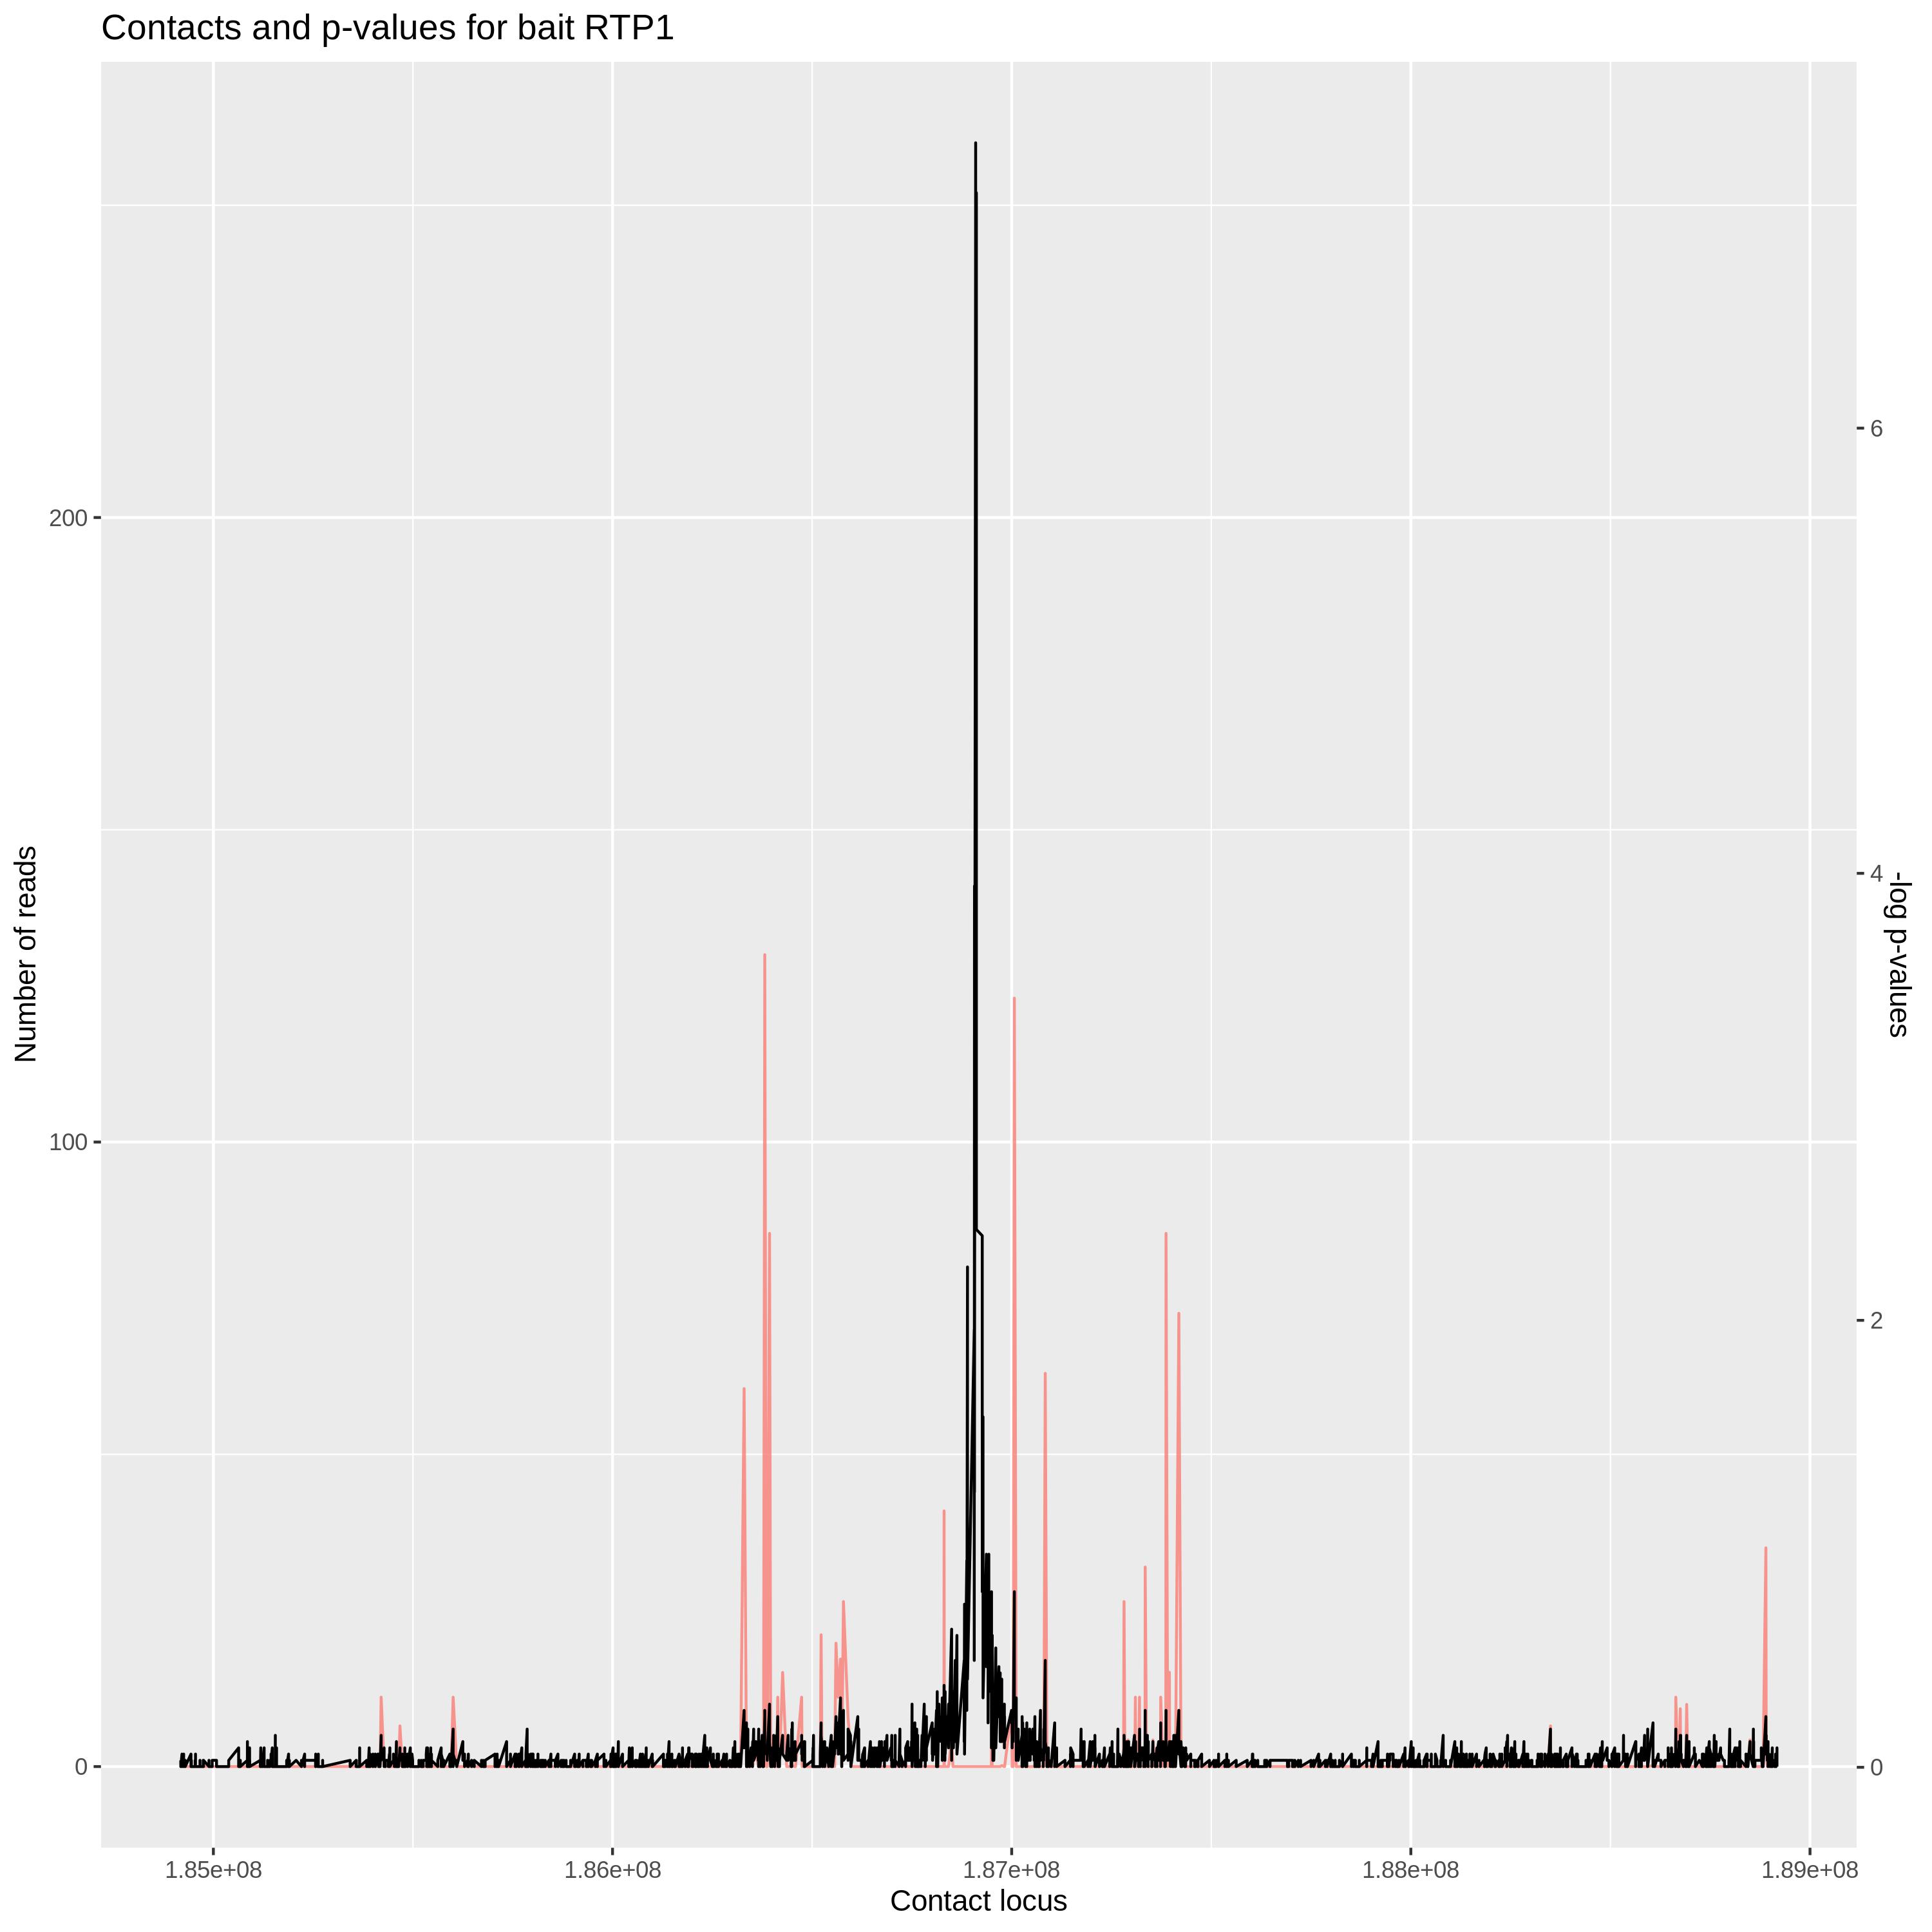 Contacts and p-values for bait RTP1
Number of reads
200
100
0
6
4
2
0
-log p-values
1.85e+08
1.86e+08
1.87e+08
1.88e+08
1.89e+08
Contact locus